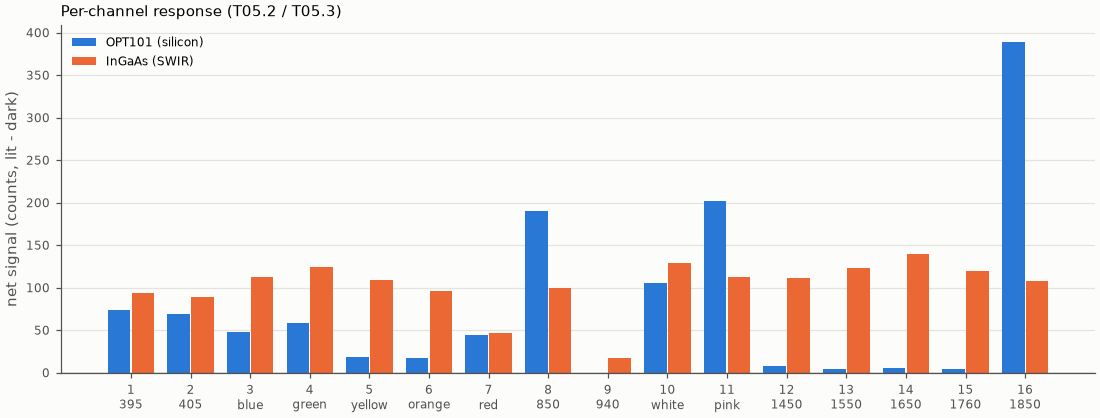 Per-channel response (T05.2 / T05.3)
OPT101 (silicon)
InGaAs (SWIR)
net signal (counts, lit - dark)
400
350
300
250
200
150
100
50
0
1 2 3 4 5 6 7 8 9 10 11 12 13 14 15 16
395 405 blue green yellow orange red 850 940 white pink 1450 1550 1650 1760 1850